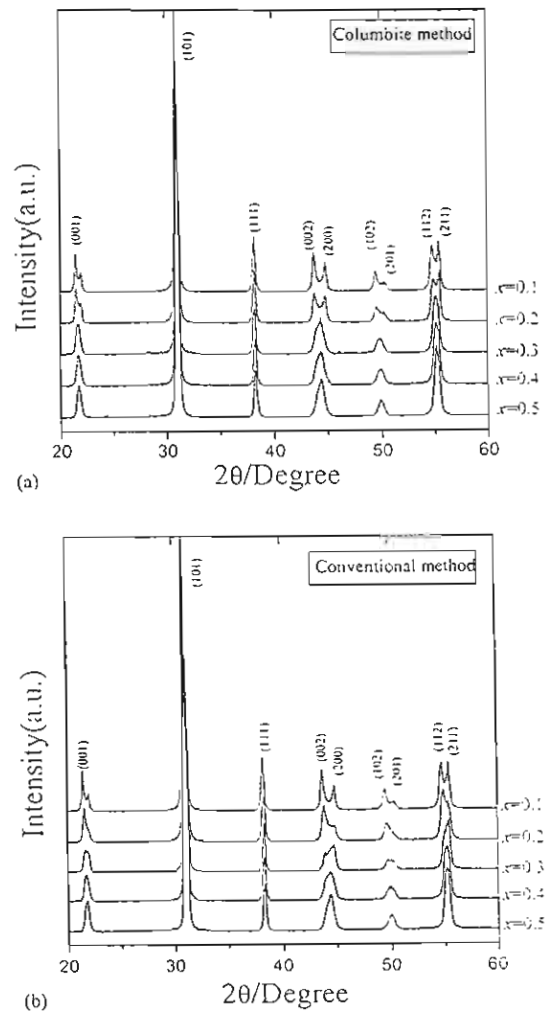 Columbite method
(101)
(001)
(111)
(002)
(200)
(102)
(201)
(112)
(211)
x=0.1
x=0.2
x=0.3
x=0.4
x=0.5
Intensity(a.u.)
20 30 40 50 60
2θ/Degree
(a)
Conventional method
(101)
(001)
(111)
(002)
(200)
(102)
(201)
(112)
(211)
x=0.1
x=0.2
x=0.3
x=0.4
x=0.5
Intensity(a.u.)
20 30 40 50 60
2θ/Degree
(b)